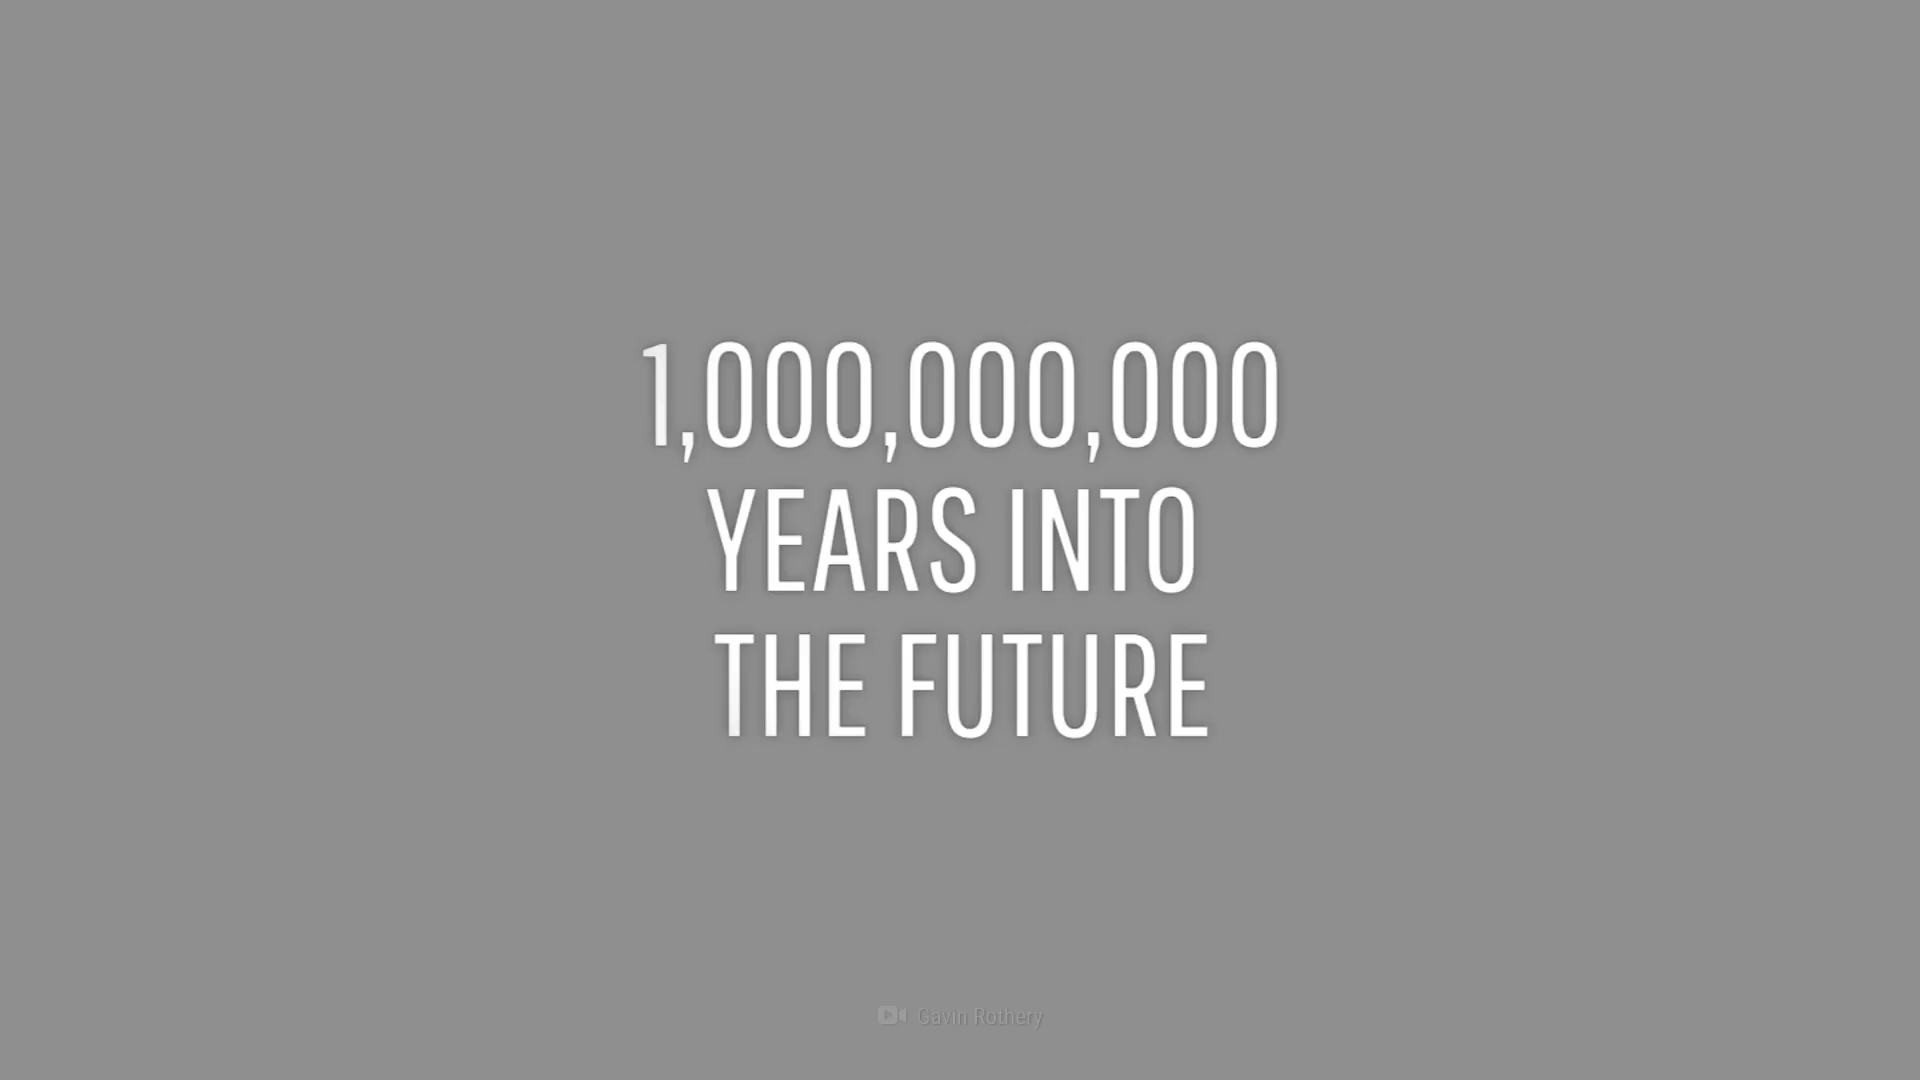 1,000,000,000
YEARS INTO
THE FUTURE
Gavin Rothery